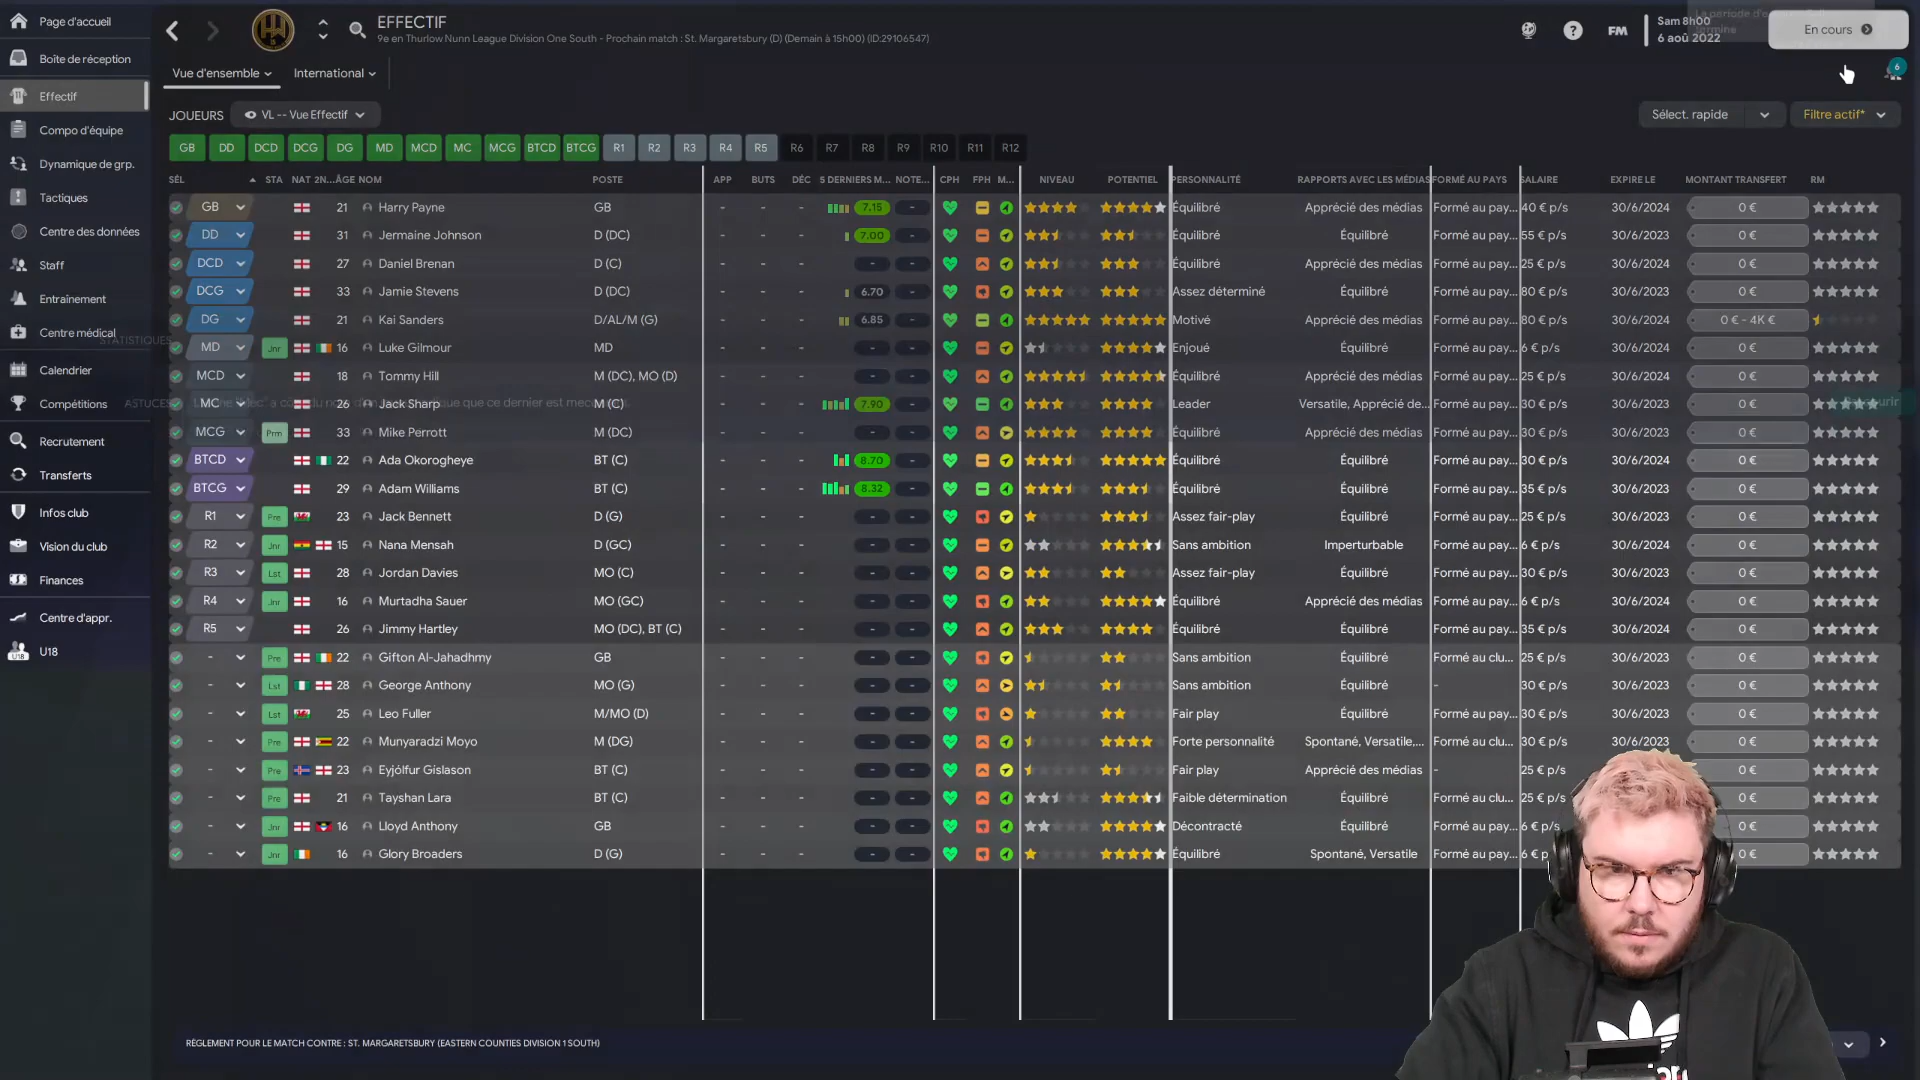 Page d'accueil
Boîte de réception
Effectif
Compo d'équipe
Dynamique de grp.
Tactiques
Centre des données
Staff
Entraînement
Centre médical
Calendrier
Compétitions
Recrutement
Transferts
Infos club
Vision du club
Finances
Centre d'appr.
U18
EFFECTIF
9e en Thurlow Nunn League Division One South - Prochain match : St. Margaretsbury (D) (Demain à 15h00) (ID:29106547)
FM
Sam 8h00
6 août 2022
En cours
6
Vue d'ensemble
International
JOUEURS
VL -- Vue Effectif
Sélect. rapide
Filtre actif*
GB DD DCD DCG DG MD MCD MC MCG BTCD BTCG R1 R2 R3 R4 R5 R6 R7 R8 R9 R10 R11 R12
SÉL STA NAT 2N... ÂGE NOM POSTE APP BUTS DÉC 5 DERNIERS M... NOTE... CPH FPH M... NIVEAU POTENTIEL PERSONNALITÉ RAPPORTS AVEC LES MÉDIAS FORMÉ AU PAYS SALAIRE EXPIRE LE MONTANT TRANSFERT RM
GB 21 Harry Payne GB - - - 7.15 - Équilibré Apprécié des médias Formé au pay... 40 € p/s 30/6/2024 0 €
DD 31 Jermaine Johnson D (DC) - - - 7.00 - Équilibré Équilibré Formé au pay... 55 € p/s 30/6/2023 0 €
DCD 27 Daniel Brenan D (C) - - - - - Équilibré Apprécié des médias Formé au pay... 25 € p/s 30/6/2024 0 €
DCG 33 Jamie Stevens D (DC) - - - 6.70 - Assez déterminé Équilibré Formé au pay... 80 € p/s 30/6/2023 0 €
DG 21 Kai Sanders D/AL/M (G) - - - 6.85 - Motivé Apprécié des médias Formé au pay... 80 € p/s 30/6/2024 0 € - 4K €
MD Jnr 16 Luke Gilmour MD - - - - - Enjoué Équilibré Formé au pay... 6 € p/s 30/6/2024 0 €
MCD 18 Tommy Hill M (DC), MO (D) - - - - - Équilibré Apprécié des médias Formé au pay... 25 € p/s 30/6/2024 0 €
MC 26 Jack Sharp M (C) - - - 7.90 - Leader Versatile, Apprécié de... Formé au pay... 30 € p/s 30/6/2024 0 €
MCG Prm 33 Mike Perrott M (DC) - - - - - Équilibré Apprécié des médias Formé au pay... 30 € p/s 30/6/2024 0 €
BTCD 22 Ada Okorogheye BT (C) - - - 8.70 - Équilibré Équilibré Formé au pay... 30 € p/s 30/6/2024 0 €
BTCG 29 Adam Williams BT (C) - - - 8.32 - Équilibré Équilibré Formé au pay... 35 € p/s 30/6/2024 0 €
R1 Pre 23 Jack Bennett D (G) - - - - - Assez fair-play Équilibré Formé au pay... 25 € p/s 30/6/2024 0 €
R2 Jnr 15 Nana Mensah D (GC) - - - - - Sans ambition Imperturbable Formé au pay... 6 € p/s 30/6/2024 0 €
R3 Lst 28 Jordan Davies MO (C) - - - - - Assez fair-play Équilibré Formé au pay... 30 € p/s 30/6/2023 0 €
R4 Jnr 16 Murtadha Sauer MO (GC) - - - - - Équilibré Apprécié des médias Formé au pay... 6 € p/s 30/6/2024 0 €
R5 26 Jimmy Hartley MO (DC), BT (C) - - - - - Équilibré Équilibré Formé au pay... 35 € p/s 30/6/2024 0 €
- Pre 22 Gifton Al-Jahadhmy GB - - - - - Sans ambition Équilibré Formé au clu... 25 € p/s 30/6/2023 0 €
- Lst 28 George Anthony MO (G) - - - - - Sans ambition Équilibré - 30 € p/s 30/6/2023 0 €
- Lst 25 Leo Fuller M/MO (D) - - - - - Fair play Équilibré Formé au pay... 30 € p/s 30/6/2023 0 €
- Pre 22 Munyaradzi Moyo M (DG) - - - - - Forte personnalité Spontané, Versatile,... Formé au clu... 30 € p/s 30/6/2023 0 €
- Pre 23 Eyjólfur Gíslason BT (C) - - - - - Fair play Apprécié des médias - 25 € p/s 0 €
- Pre 21 Tayshan Lara BT (C) - - - - - Faible détermination Équilibré Formé au clu... 25 € p/s 0 €
- Jnr 16 Lloyd Anthony GB - - - - - Décontracté Équilibré Formé au pay... 6 € p/s 0 €
- Jnr 16 Glory Broaders D (G) - - - - - Équilibré Spontané, Versatile Formé au pay... 6 € p 0 €
STATISTIQUES
ASTUCES
RÈGLEMENT POUR LE MATCH CONTRE : ST. MARGARETSBURY (EASTERN COUNTIES DIVISION 1 SOUTH)